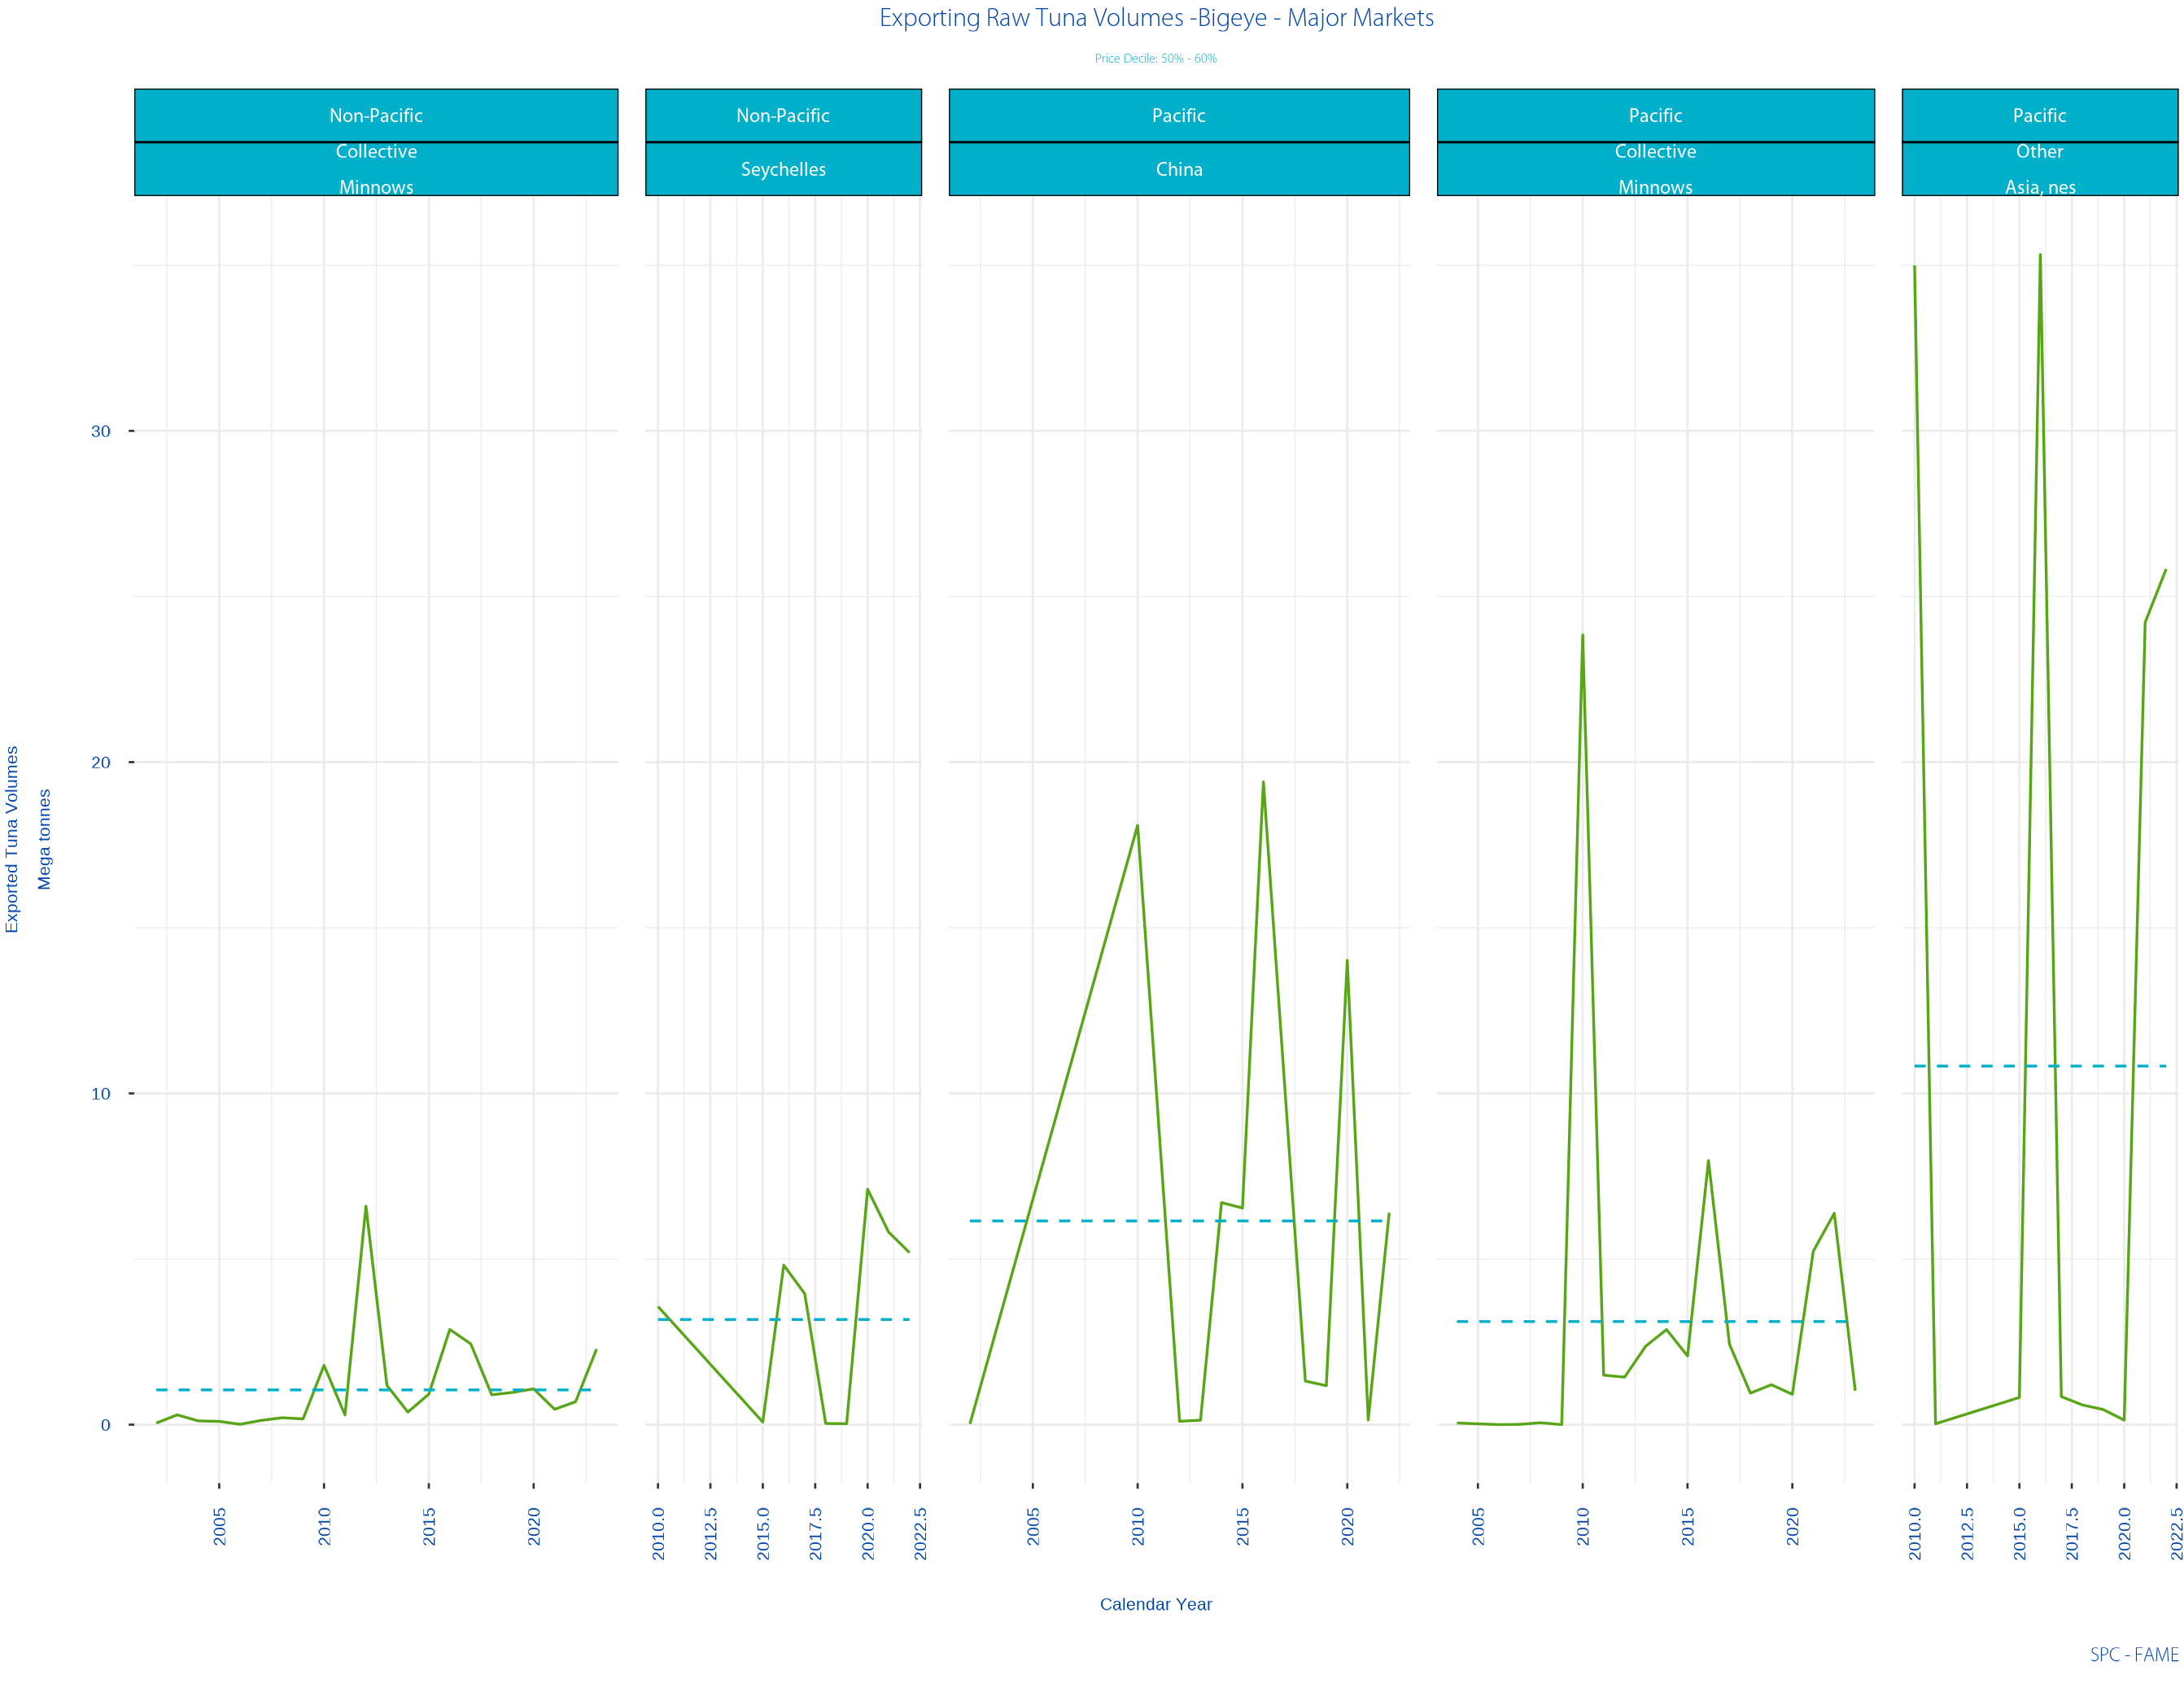 Exporting Raw Tuna Volumes -Bigeye - Major Markets
Price Decile: 50% - 60%
Non-Pacific
Collective
Minnows
Non-Pacific
Seychelles
Pacific
China
Pacific
Collective
Minnows
Pacific
Other
Asia, nes
Exported Tuna Volumes
Mega tonnes
30
20
10
0
2005
2010
2015
2020
2010.0
2012.5
2015.0
2017.5
2020.0
2022.5
2005
2010
2015
2020
2005
2010
2015
2020
2010.0
2012.5
2015.0
2017.5
2020.0
2022.5
Calendar Year
SPC - FAME